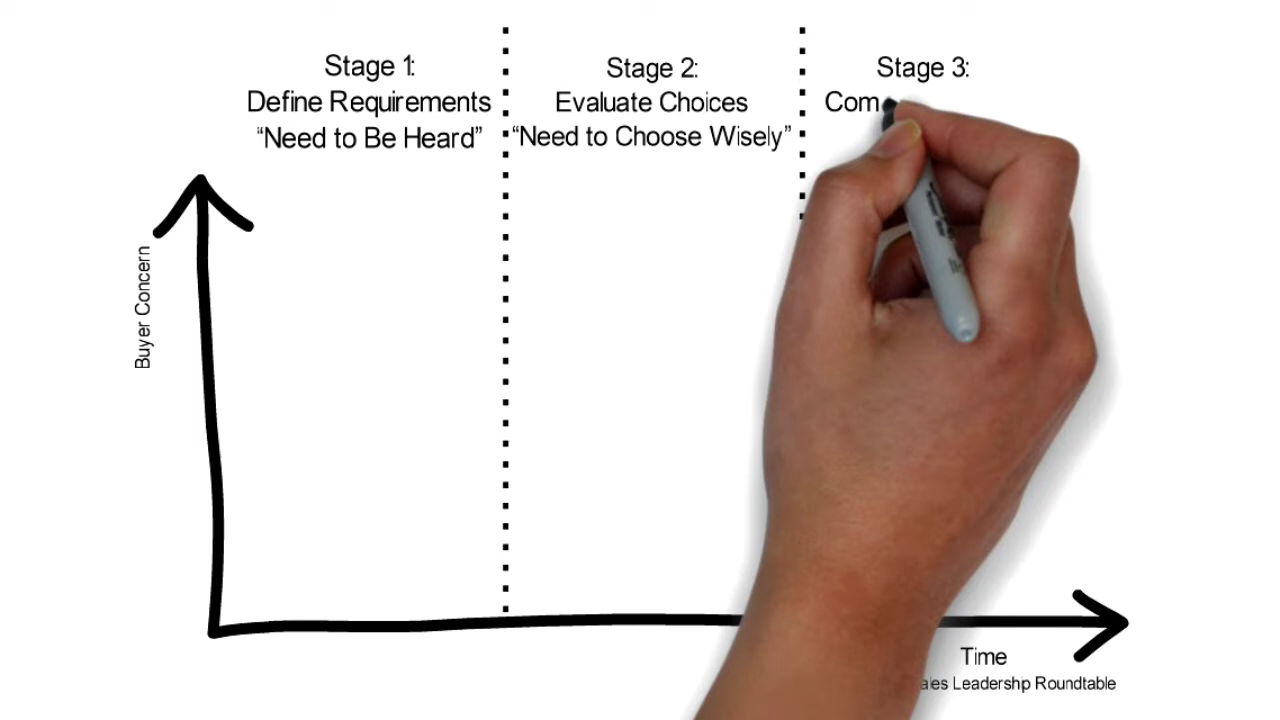 Stage 1:
Define Requirements
“Need to Be Heard”
Stage 2:
Evaluate Choices
“Need to Choose Wisely”
Stage 3:
Com
Buyer Concern
Time
Leadership Roundtable